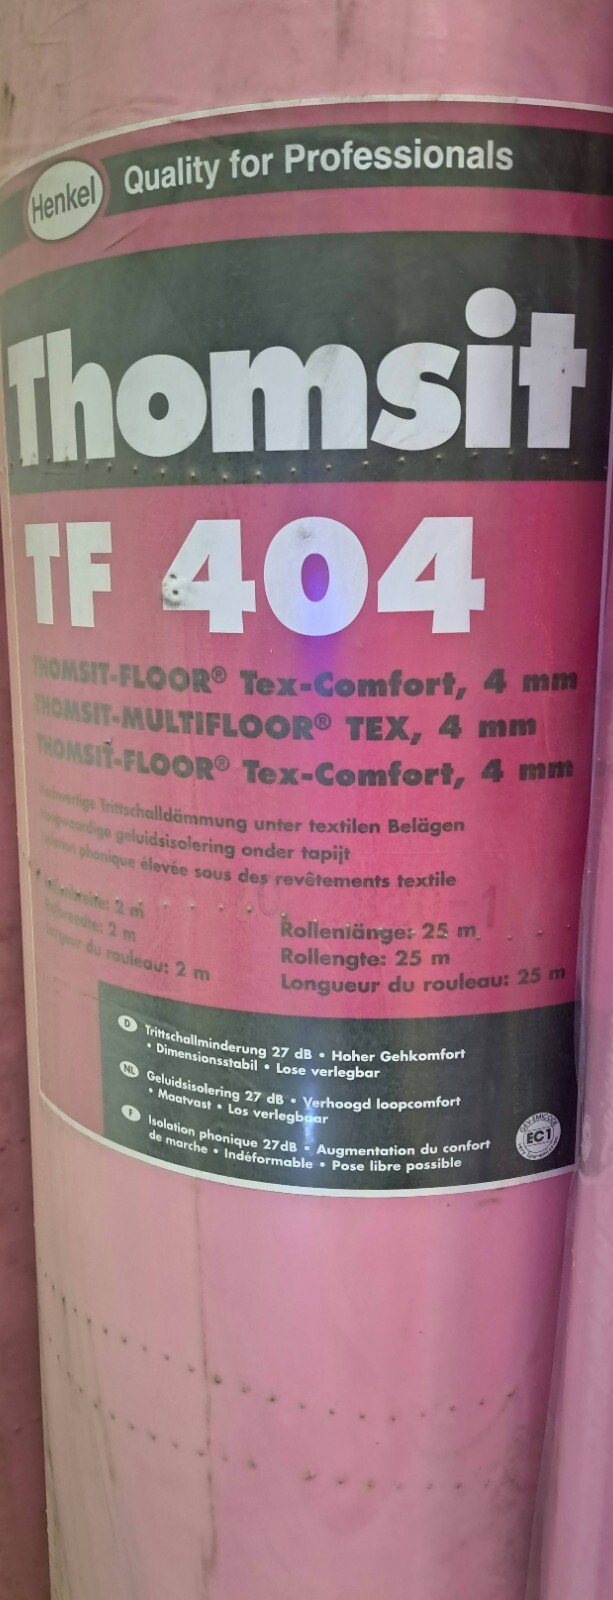 Henkel
Quality for Professionals
Thomsit
TF 404
THOMSIT-FLOOR® Tex-Comfort, 4 mm
THOMSIT-MULTIFLOOR® TEX, 4 mm
THOMSIT-FLOOR® Tex-Comfort, 4 mm
Trittschalldämmung unter textilen Belägen
geluidsisolering onder tapijt
phonique élevée sous des revêtements textile
2 m
2 m
du rouleau: 2 m
Rollenlänge: 25 m
Rollengte: 25 m
Longueur du rouleau: 25 m
D
Trittschallminderung 27 dB • Hoher Gehkomfort
• Dimensionsstabil • Lose verlegbar
NL
Geluidsisolering 27 dB • Verhoogd loopcomfort
• Maatvast • Los verlegbaar
F
Isolation phonique 27dB • Augmentation du confort
de marche • Indéformable • Pose libre possible
EC1